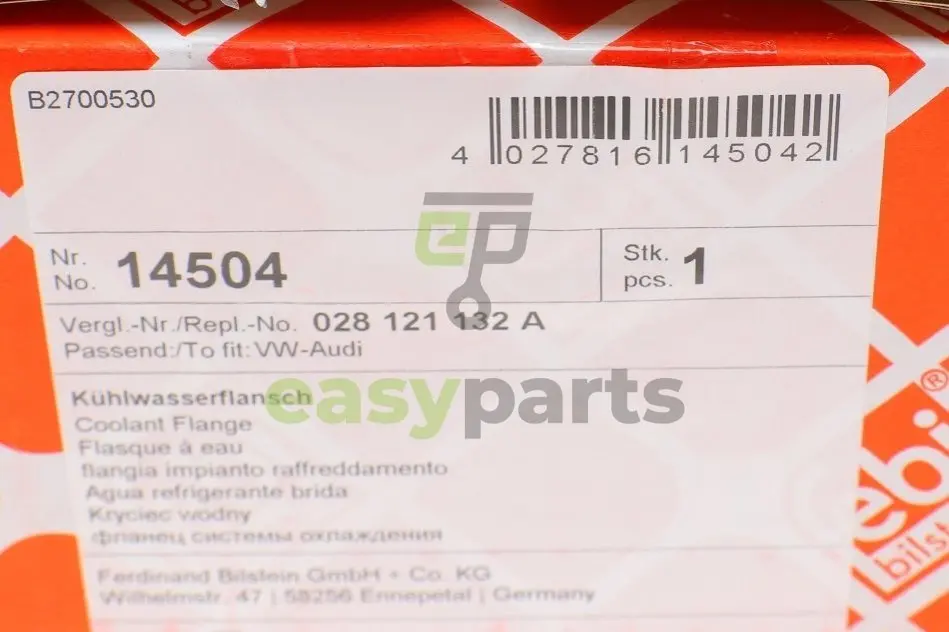 B2700530
4 027816 145042
Nr.
No. 14504
Stk.
pcs. 1
Vergl.-Nr./Repl.-No. 028 121 132 A
Passend:/To fit: VW-Audi
easyparts
Kühlwasserflansch
Coolant Flange
Flasque à eau
flangia impianto raffreddamento
Agua refrigerante brida
Kryciec wodny
фланец системы охлаждения
Ferdinand Bilstein GmbH + Co. KG
Wilhelmstr. 47 | 58256 Ennepetal | Germany
ebi®
bilst